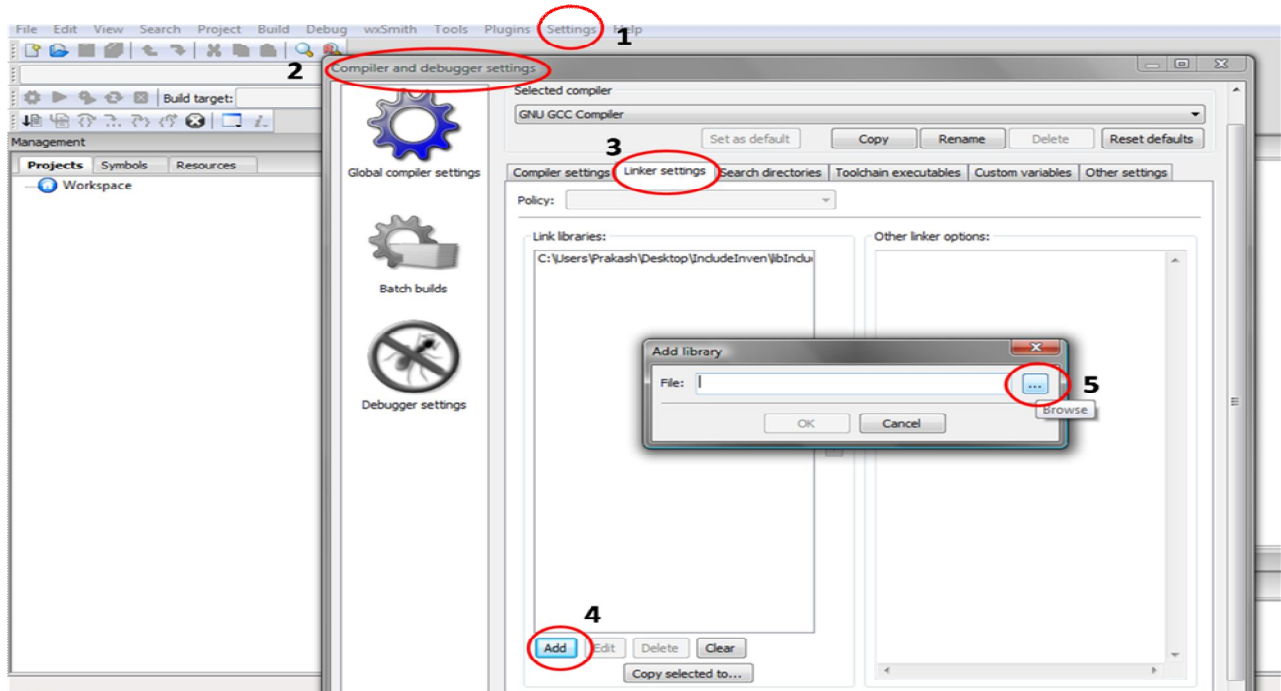 File Edit View Search Project Build Debug wxSmith Tools Plugins Settings Help
1
2
Compiler and debugger settings
Build target:
Management
Projects Symbols Resources
Workspace
Global compiler settings
Batch builds
Debugger settings
Selected compiler
GNU GCC Compiler
Set as default Copy Rename Delete Reset defaults
3
Compiler settings Linker settings Search directories Toolchain executables Custom variables Other settings
Policy:
Link libraries:
C:\Users\Prakash\Desktop\IncludeInven\libInclu
Other linker options:
Add library
File:
...
5
Browse
OK Cancel
4
Add Edit Delete Clear
Copy selected to...